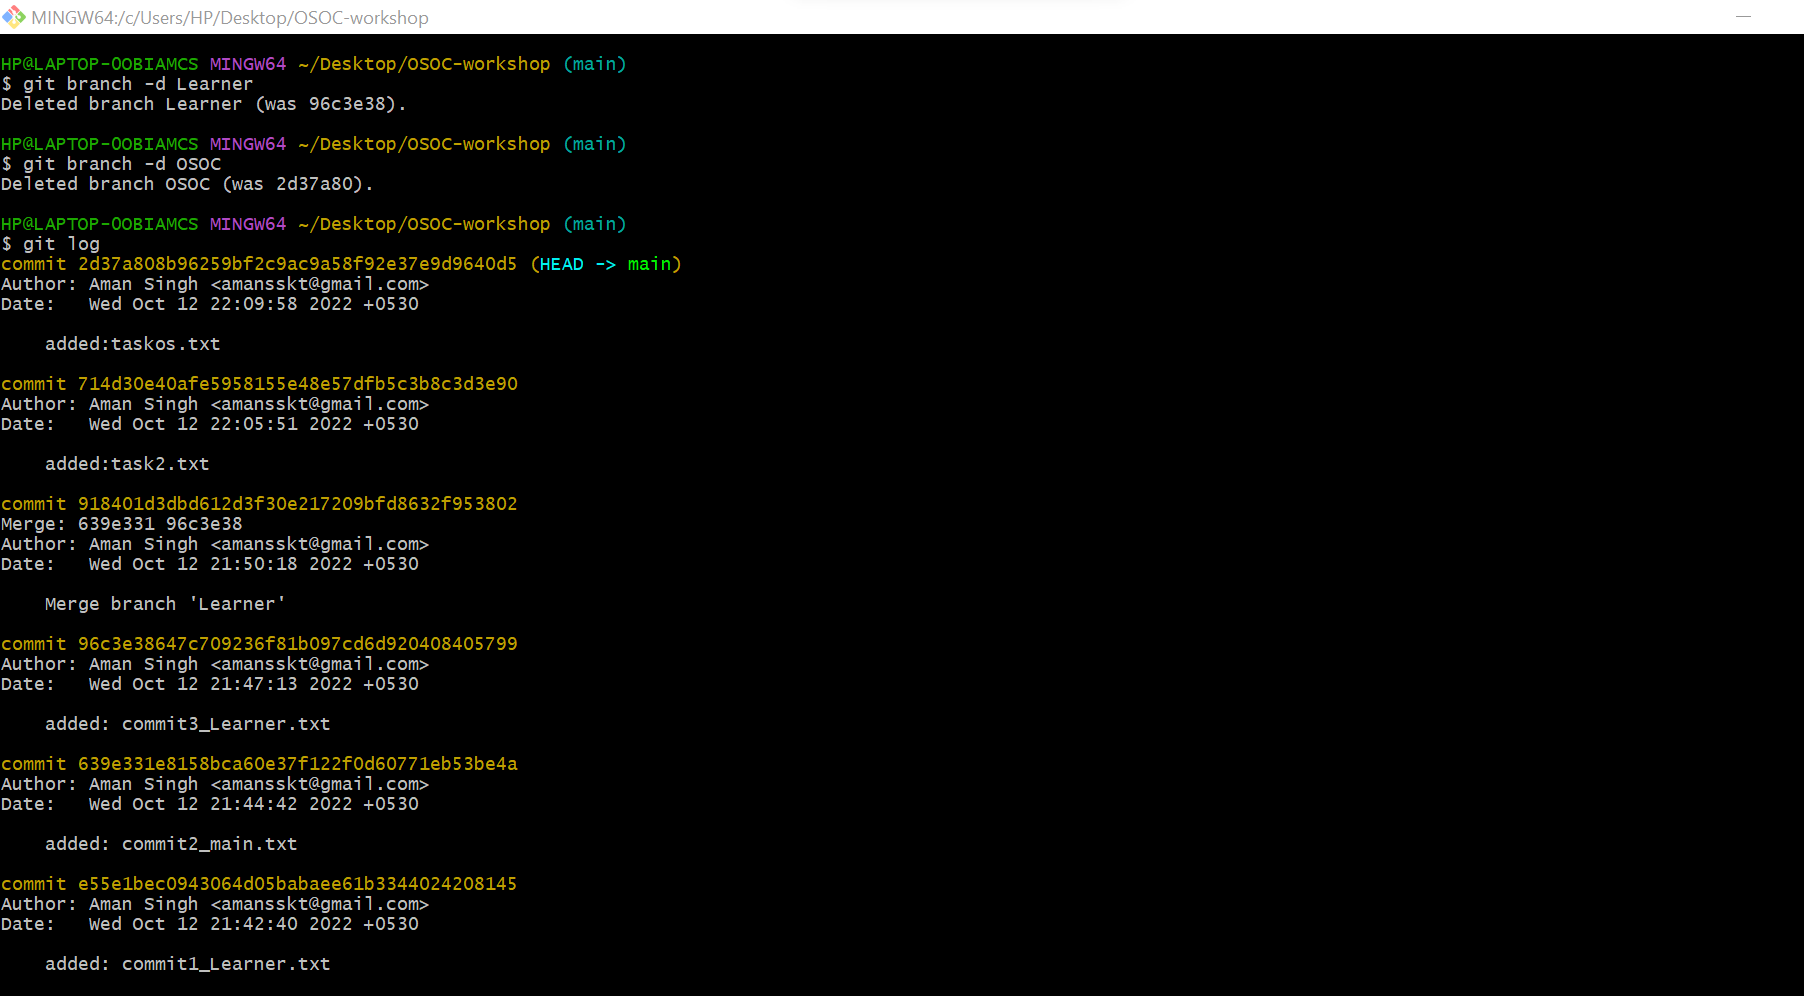 MINGW64:/c/Users/HP/Desktop/OSOC-workshop
HP@LAPTOP-OOBIAMCS MINGW64 ~/Desktop/OSOC-workshop (main)
$ git branch -d Learner
Deleted branch Learner (was 96c3e38).
HP@LAPTOP-OOBIAMCS MINGW64 ~/Desktop/OSOC-workshop (main)
$ git branch -d OSOC
Deleted branch OSOC (was 2d37a80).
HP@LAPTOP-OOBIAMCS MINGW64 ~/Desktop/OSOC-workshop (main)
$ git log
commit 2d37a808b96259bf2c9ac9a58f92e37e9d9640d5 (HEAD -> main)
Author: Aman Singh <amansskt@gmail.com>
Date:   Wed Oct 12 22:09:58 2022 +0530
    added:taskos.txt
commit 714d30e40afe5958155e48e57dfb5c3b8c3d3e90
Author: Aman Singh <amansskt@gmail.com>
Date:   Wed Oct 12 22:05:51 2022 +0530
    added:task2.txt
commit 918401d3dbd612d3f30e217209bfd8632f953802
Merge: 639e331 96c3e38
Author: Aman Singh <amansskt@gmail.com>
Date:   Wed Oct 12 21:50:18 2022 +0530
    Merge branch 'Learner'
commit 96c3e38647c709236f81b097cd6d920408405799
Author: Aman Singh <amansskt@gmail.com>
Date:   Wed Oct 12 21:47:13 2022 +0530
    added: commit3_Learner.txt
commit 639e331e8158bca60e37f122f0d60771eb53be4a
Author: Aman Singh <amansskt@gmail.com>
Date:   Wed Oct 12 21:44:42 2022 +0530
    added: commit2_main.txt
commit e55e1bec0943064d05babaee61b3344024208145
Author: Aman Singh <amansskt@gmail.com>
Date:   Wed Oct 12 21:42:40 2022 +0530
    added: commit1_Learner.txt